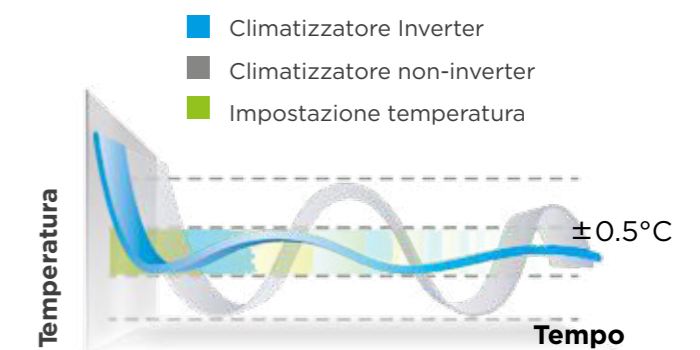 Climatizzatore Inverter
Climatizzatore non-inverter
Impostazione temperatura
Temperatura
±0.5°C
Tempo